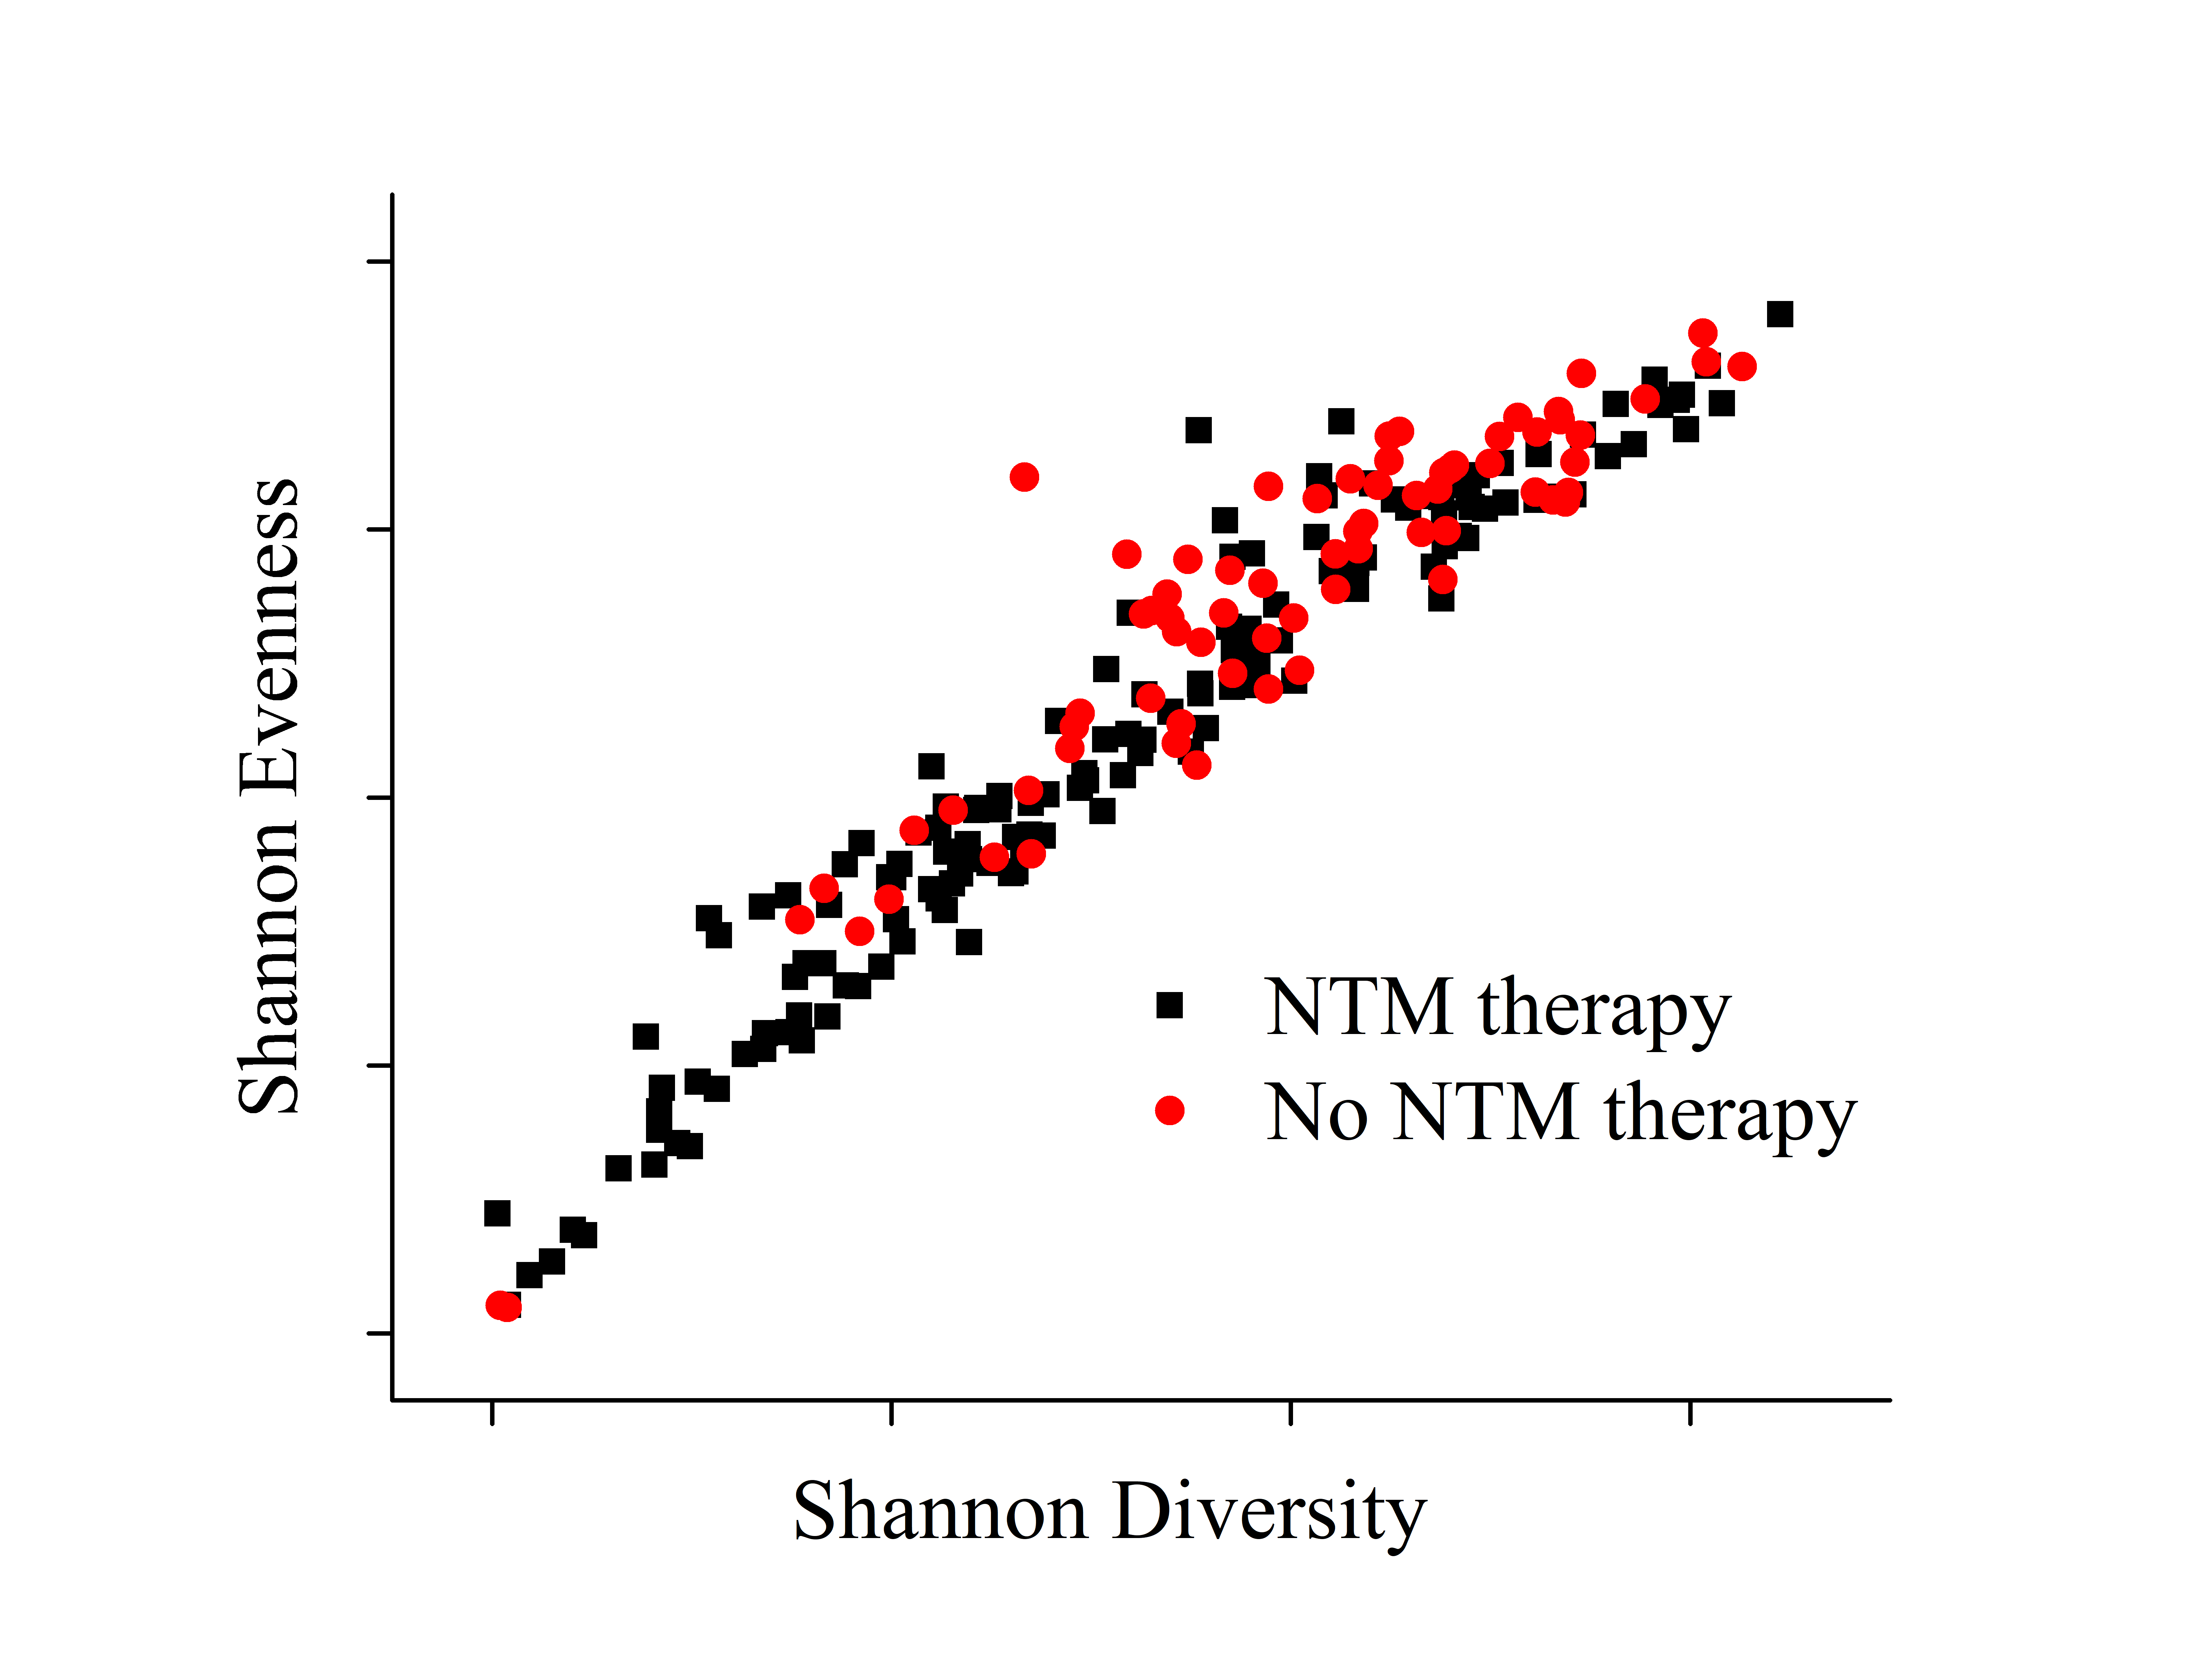 Shannon Evenness
NTM therapy
No NTM therapy
Shannon Diversity